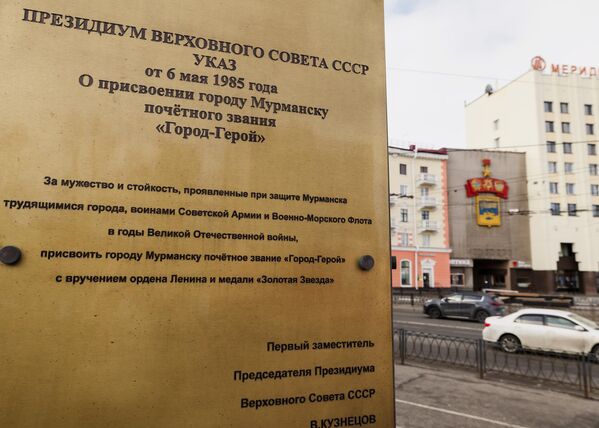 ПРЕЗИДИУМ ВЕРХОВНОГО СОВЕТА СССР
УКАЗ
от 6 мая 1985 года
О присвоении городу Мурманску
почётного звания
«Город-Герой»
За мужество и стойкость, проявленные при защите Мурманска
трудящимися города, воинами Советской Армии и Военно-Морского Флота
в годы Великой Отечественной войны,
присвоить городу Мурманску почётное звание «Город-Герой»
с вручением ордена Ленина и медали «Золотая Звезда»
Первый заместитель
Председателя Президиума
Верховного Совета СССР
В.КУЗНЕЦОВ
МЕРИД